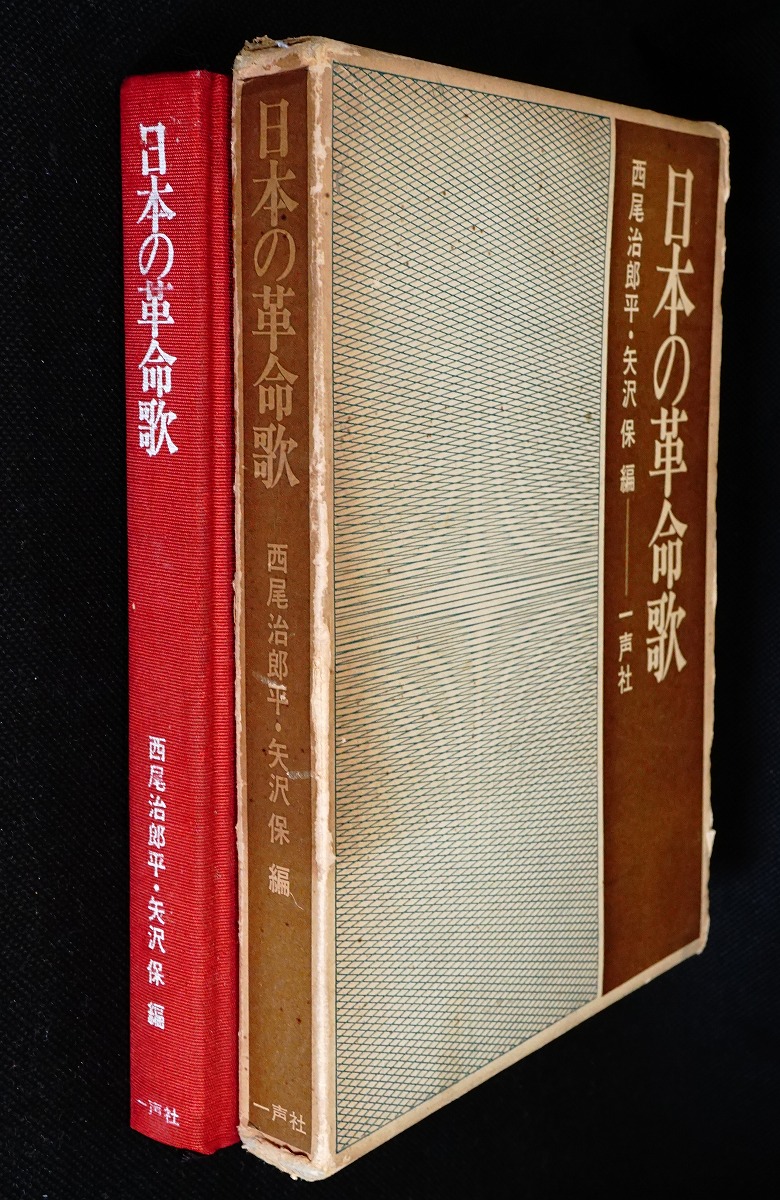 日本の革命歌
西尾治郎平・矢沢 保 編
一声社
日本の革命歌
西尾治郎平・矢沢 保 編
一声社
日本の革命歌
西尾治郎平・矢沢 保 編――一声社